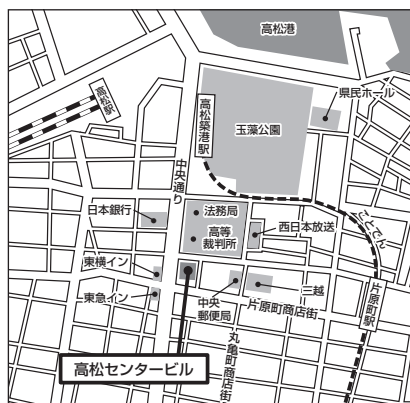 高松港
県民ホール
高松駅
高松築港駅
玉藻公園
中央通り
ことでん
日本銀行
法務局
高等
裁判所
西日本放送
東横イン
東急イン
中央
郵便局
三越
片原町商店街
片原町駅
丸亀町商店街
高松センタービル